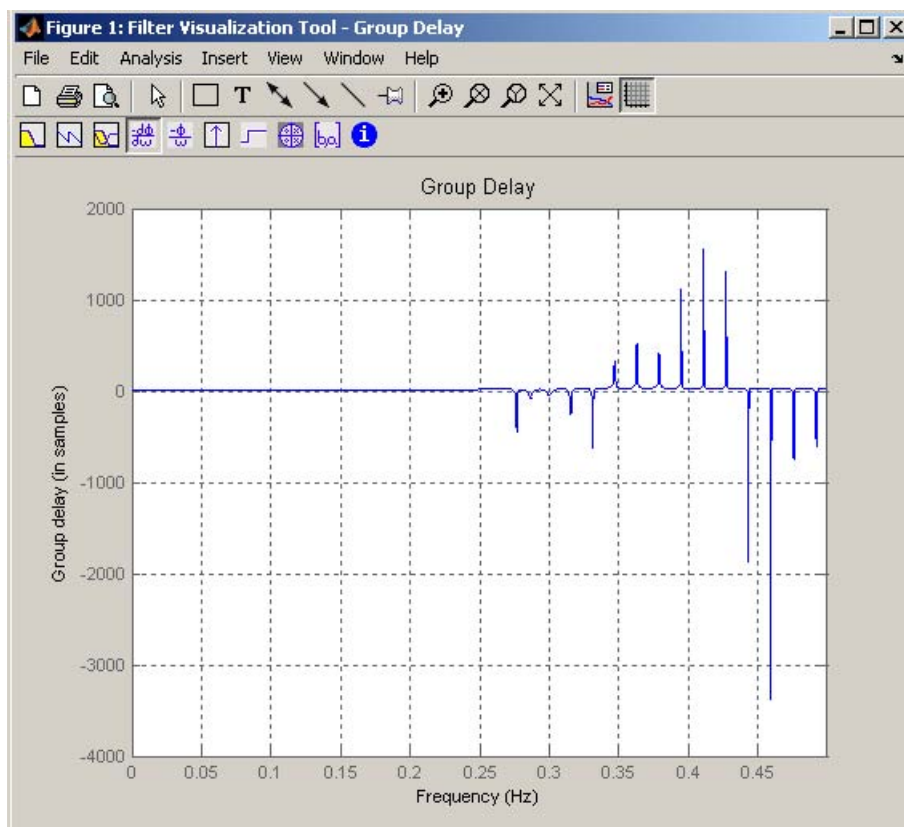 Figure 1: Filter Visualization Tool - Group Delay
File Edit Analysis Insert View Window Help
T
[b,a] i
Group Delay
2000
1000
0
-1000
-2000
-3000
-4000
Group delay (in samples)
0 0.05 0.1 0.15 0.2 0.25 0.3 0.35 0.4 0.45
Frequency (Hz)